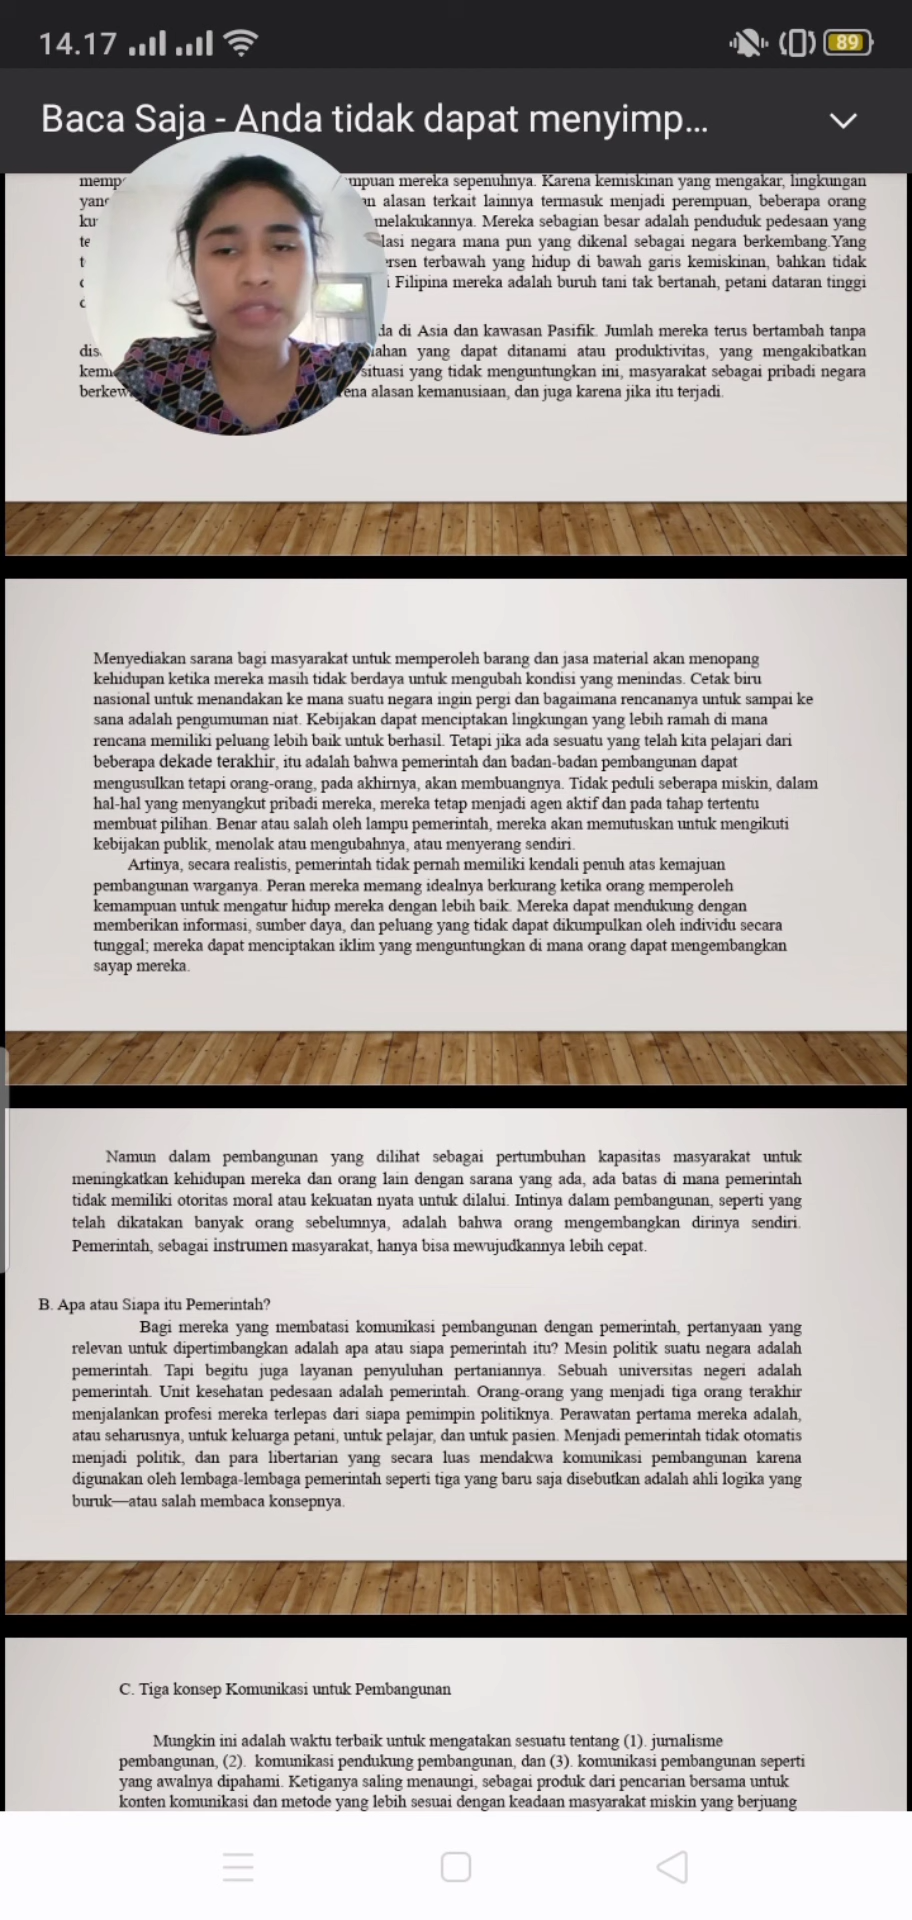 14.17
89
Baca Saja - Anda tidak dapat menyimp...
mpuan mereka sepenuhnya. Karena kemiskinan yang mengakar, lingkungan
alasan terkait lainnya termasuk menjadi perempuan, beberapa orang
melakukannya. Mereka sebagian besar adalah penduduk pedesaan yang
lasi negara mana pun yang dikenal sebagai negara berkembang.Yang
rsen terbawah yang hidup di bawah garis kemiskinan, bahkan tidak
Filipina mereka adalah buruh tani tak bertanah, petani dataran tinggi
da di Asia dan kawasan Pasifik. Jumlah mereka terus bertambah tanpa
dis ahan yang dapat ditanami atau produktivitas, yang mengakibatkan
situasi yang tidak menguntungkan ini, masyarakat sebagai pribadi negara
berkew ena alasan kemanusiaan, dan juga karena jika itu terjadi.
Menyediakan sarana bagi masyarakat untuk memperoleh barang dan jasa material akan menopang
kehidupan ketika mereka masih tidak berdaya untuk mengubah kondisi yang menindas. Cetak biru
nasional untuk menandakan ke mana suatu negara ingin pergi dan bagaimana rencananya untuk sampai ke
sana adalah pengumuman niat. Kebijakan dapat menciptakan lingkungan yang lebih ramah di mana
rencana memiliki peluang lebih baik untuk berhasil. Tetapi jika ada sesuatu yang telah kita pelajari dari
beberapa dekade terakhir, itu adalah bahwa pemerintah dan badan-badan pembangunan dapat
mengusulkan tetapi orang-orang, pada akhirnya, akan membuangnya. Tidak peduli seberapa miskin, dalam
hal-hal yang menyangkut pribadi mereka, mereka tetap menjadi agen aktif dan pada tahap tertentu
membuat pilihan. Benar atau salah oleh lampu pemerintah, mereka akan memutuskan untuk mengikuti
kebijakan publik, menolak atau mengubahnya, atau menyerang sendiri.
Artinya, secara realistis, pemerintah tidak pernah memiliki kendali penuh atas kemajuan
pembangunan warganya. Peran mereka memang idealnya berkurang ketika orang memperoleh
kemampuan untuk mengatur hidup mereka dengan lebih baik. Mereka dapat mendukung dengan
memberikan informasi, sumber daya, dan peluang yang tidak dapat dikumpulkan oleh individu secara
tunggal; mereka dapat menciptakan iklim yang menguntungkan di mana orang dapat mengembangkan
sayap mereka.
Namun dalam pembangunan yang dilihat sebagai pertumbuhan kapasitas masyarakat untuk
meningkatkan kehidupan mereka dan orang lain dengan sarana yang ada, ada batas di mana pemerintah
tidak memiliki otoritas moral atau kekuatan nyata untuk dilalui. Intinya dalam pembangunan, seperti yang
telah dikatakan banyak orang sebelumnya, adalah bahwa orang mengembangkan dirinya sendiri.
Pemerintah, sebagai instrumen masyarakat, hanya bisa mewujudkannya lebih cepat.
B. Apa atau Siapa itu Pemerintah?
Bagi mereka yang membatasi komunikasi pembangunan dengan pemerintah, pertanyaan yang
relevan untuk dipertimbangkan adalah apa atau siapa pemerintah itu? Mesin politik suatu negara adalah
pemerintah. Tapi begitu juga layanan penyuluhan pertaniannya. Sebuah universitas negeri adalah
pemerintah. Unit kesehatan pedesaan adalah pemerintah. Orang-orang yang menjadi tiga orang terakhir
menjalankan profesi mereka terlepas dari siapa pemimpin politiknya. Perawatan pertama mereka adalah,
atau seharusnya, untuk keluarga petani, untuk pelajar, dan untuk pasien. Menjadi pemerintah tidak otomatis
menjadi politik, dan para libertarian yang secara luas mendakwa komunikasi pembangunan karena
digunakan oleh lembaga-lembaga pemerintah seperti tiga yang baru saja disebutkan adalah ahli logika yang
buruk—atau salah membaca konsepnya.
C. Tiga konsep Komunikasi untuk Pembangunan
Mungkin ini adalah waktu terbaik untuk mengatakan sesuatu tentang (1). jurnalisme
pembangunan, (2). komunikasi pendukung pembangunan, dan (3). komunikasi pembangunan seperti
yang awalnya dipahami. Ketiganya saling menaungi, sebagai produk dari pencarian bersama untuk
konten komunikasi dan metode yang lebih sesuai dengan keadaan masyarakat miskin yang berjuang